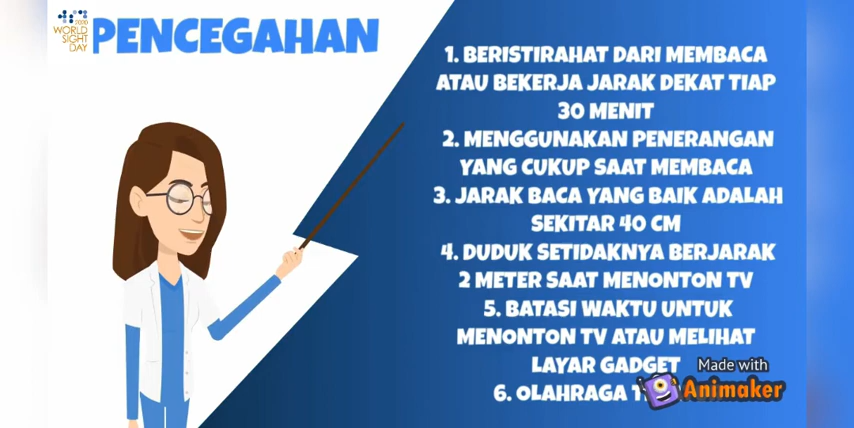 2020
WORLD
SIGHT
DAY
PENCEGAHAN
1. BERISTIRAHAT DARI MEMBACA
ATAU BEKERJA JARAK DEKAT TIAP
30 MENIT
2. MENGGUNAKAN PENERANGAN
YANG CUKUP SAAT MEMBACA
3. JARAK BACA YANG BAIK ADALAH
SEKITAR 40 CM
4. DUDUK SETIDAKNYA BERJARAK
2 METER SAAT MENONTON TV
5. BATASI WAKTU UNTUK
MENONTON TV ATAU MELIHAT
LAYAR GADGET
6. OLAHRAGA
Made with
Animaker